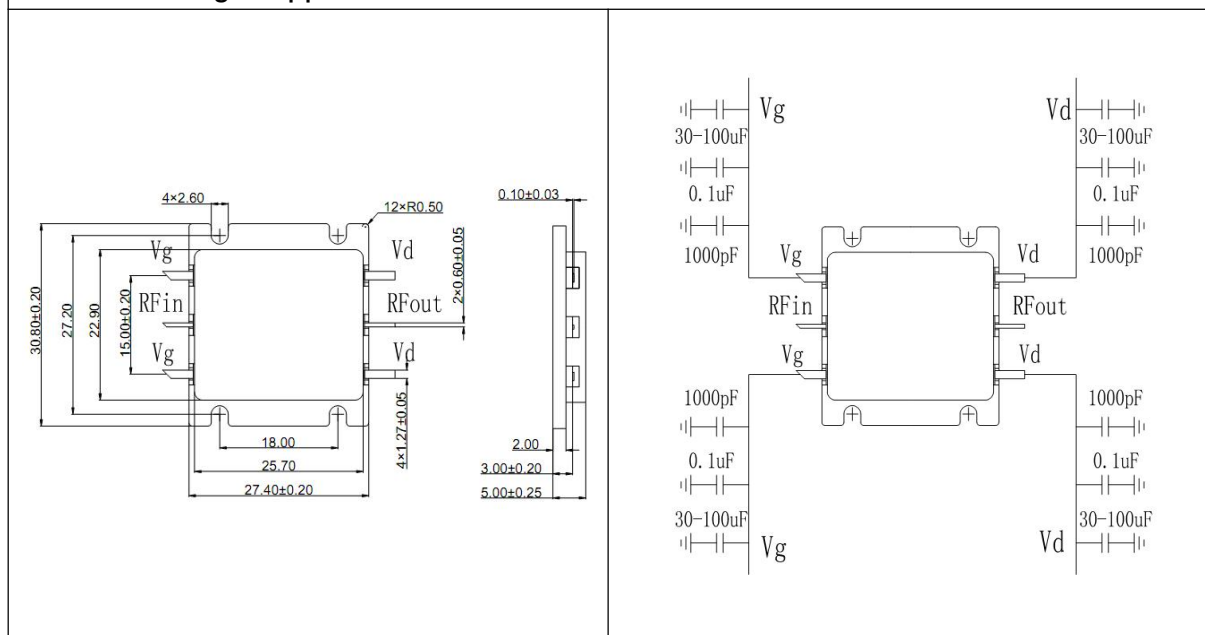 4×2.60
12×R0.50
0.10±0.03
Vg
Vd
RFin
RFout
Vg
Vd
30.80±0.20
27.20
22.90
15.00±0.20
2×0.60±0.05
4×1.27±0.05
18.00
25.70
27.40±0.20
2.00
3.00±0.20
5.00±0.25
Vg
Vd
30-100uF
30-100uF
0.1uF
0.1uF
1000pF
1000pF
Vg
Vd
RFin
RFout
Vg
Vd
1000pF
1000pF
0.1uF
0.1uF
30-100uF
30-100uF
Vg
Vd